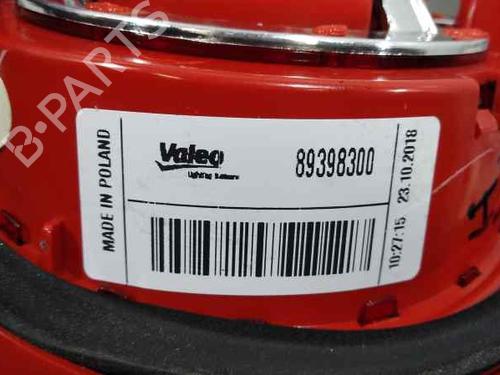 B-PARTS
MADE IN POLAND
Valeo
Lighting Systems
89398300
10:27:15 23.10.2018